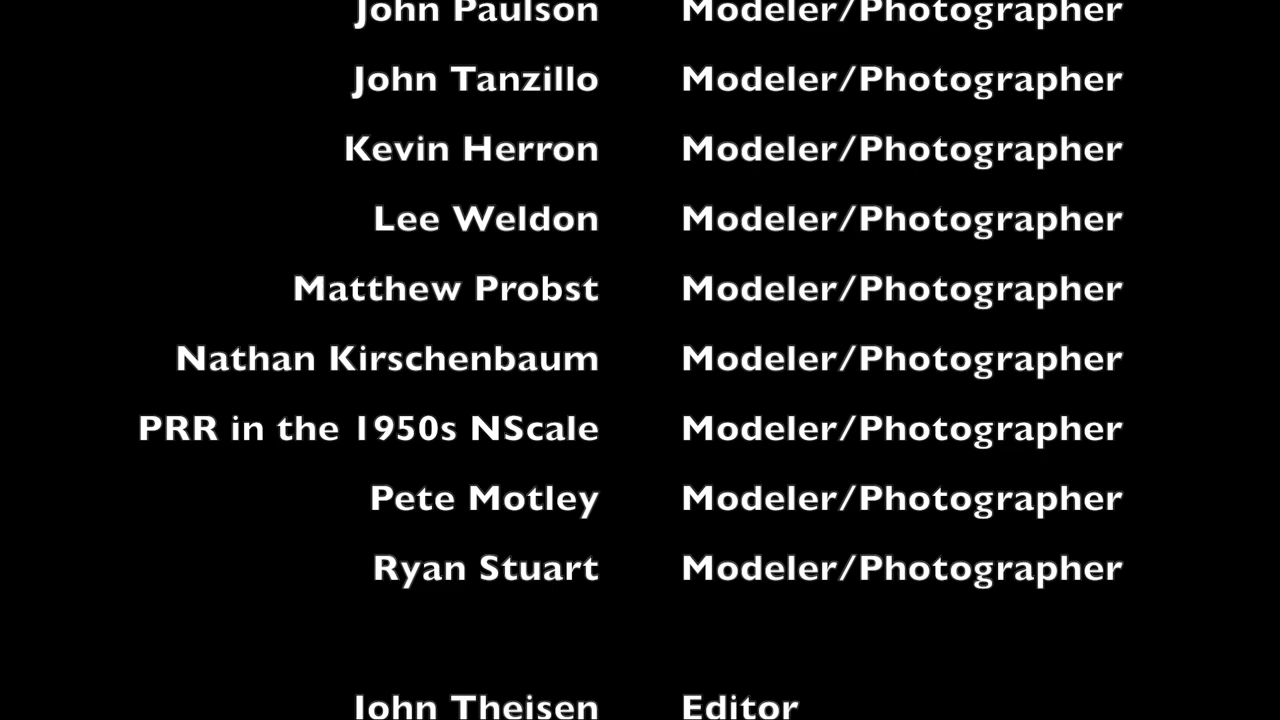 John Paulson Modeler/Photographer
John Tanzillo Modeler/Photographer
Kevin Herron Modeler/Photographer
Lee Weldon Modeler/Photographer
Matthew Probst Modeler/Photographer
Nathan Kirschenbaum Modeler/Photographer
PRR in the 1950s NScale Modeler/Photographer
Pete Motley Modeler/Photographer
Ryan Stuart Modeler/Photographer
John Theisen Editor